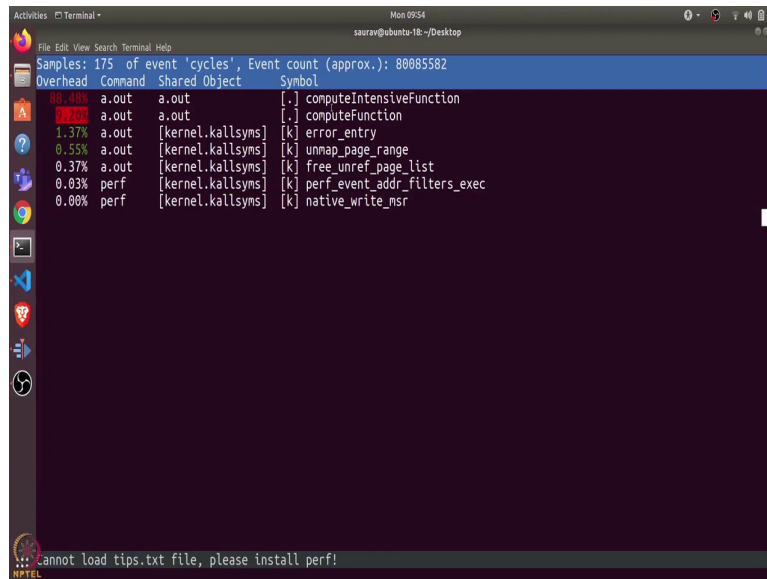 Activities Terminal Mon 09:54
saurav@ubuntu-18: ~/Desktop
File Edit View Search Terminal Help
Samples: 175 of event 'cycles', Event count (approx.): 80085582
Overhead Command Shared Object Symbol
88.48% a.out a.out [.] computeIntensiveFunction
9.20% a.out a.out [.] computeFunction
1.37% a.out [kernel.kallsyms] [k] error_entry
0.55% a.out [kernel.kallsyms] [k] unmap_page_range
0.37% a.out [kernel.kallsyms] [k] free_unref_page_list
0.03% perf [kernel.kallsyms] [k] perf_event_addr_filters_exec
0.00% perf [kernel.kallsyms] [k] native_write_msr
Cannot load tips.txt file, please install perf!
NPTEL